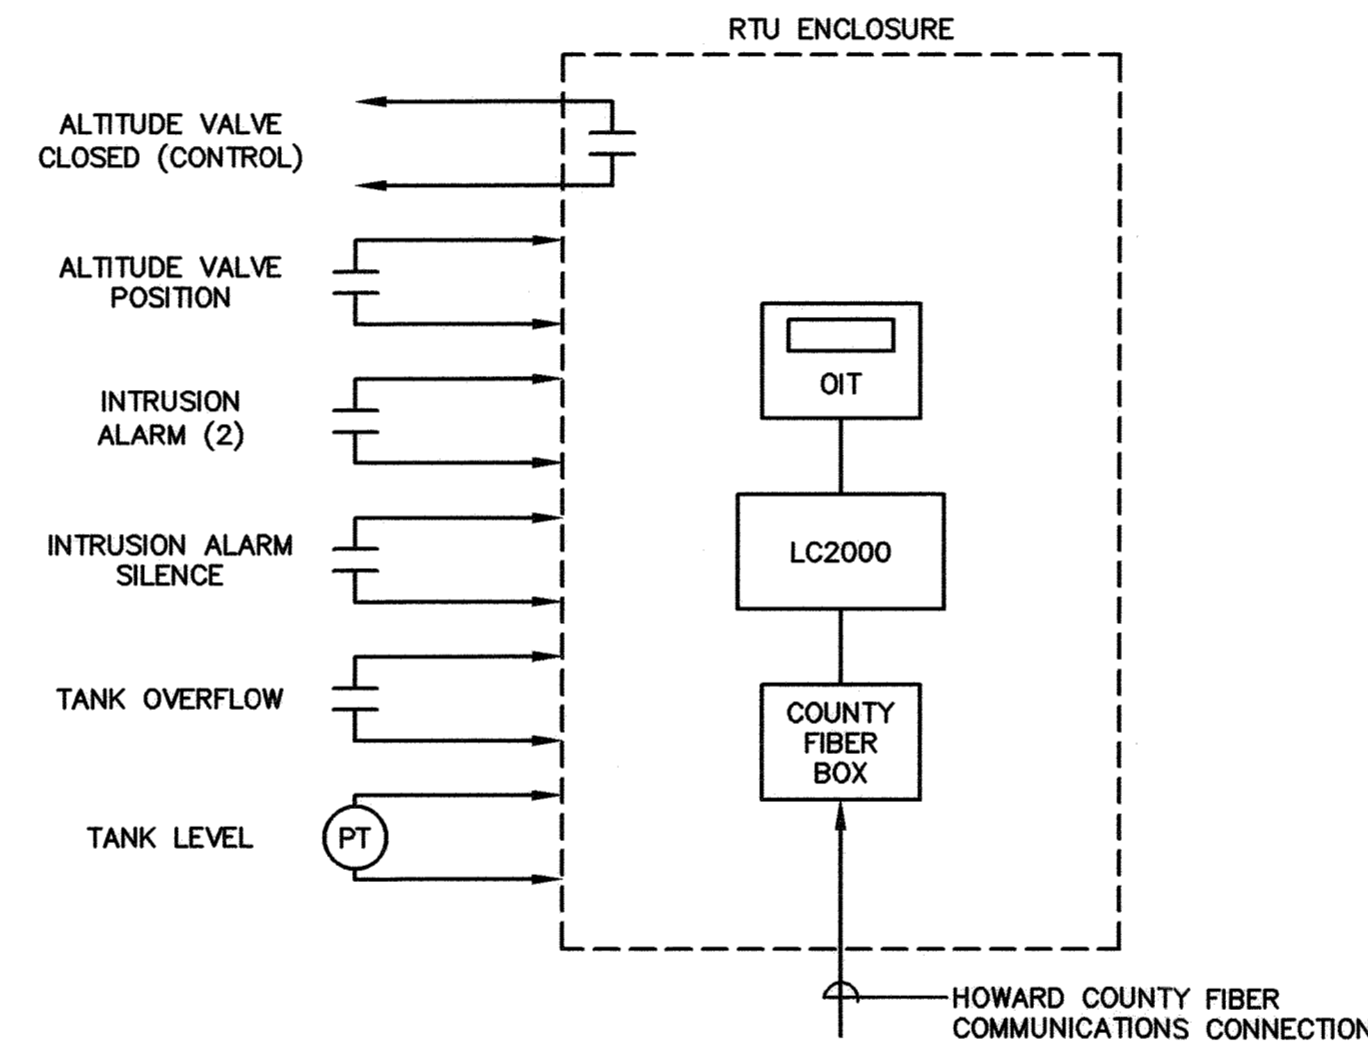 RTU ENCLOSURE
ALTITUDE VALVE
CLOSED (CONTROL)
ALTITUDE VALVE
POSITION
INTRUSION
ALARM (2)
INTRUSION ALARM
SILENCE
TANK OVERFLOW
TANK LEVEL
PT
OIT
LC2000
COUNTY
FIBER
BOX
HOWARD COUNTY FIBER
COMMUNICATIONS CONNECTION